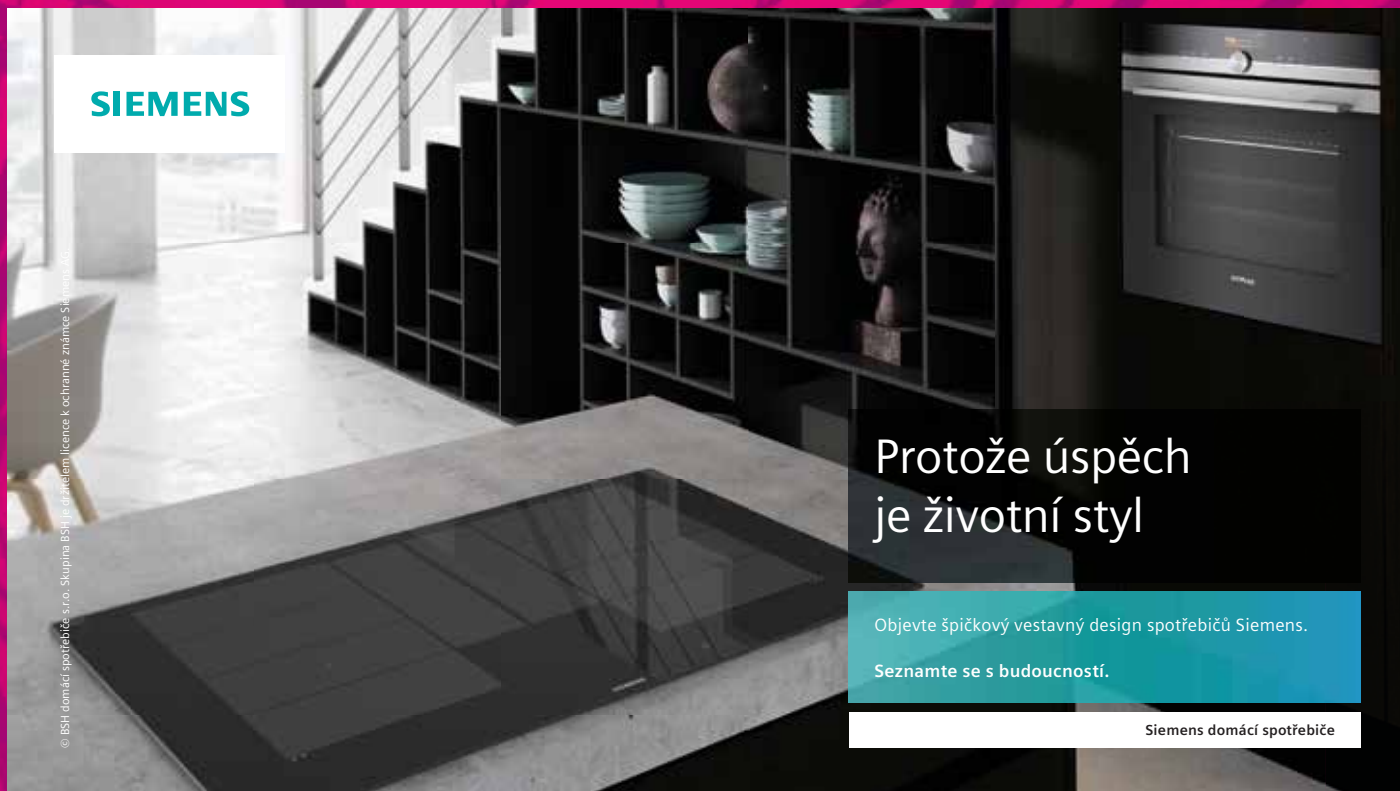 SIEMENS
© BSH domácí spotřebiče s.r.o. Skupina BSH je držitelem licence k ochranné známce Siemens AG.
Protože úspěch
je životní styl
Objevte špičkový vestavný design spotřebičů Siemens.
Seznamte se s budoucností.
Siemens domácí spotřebiče